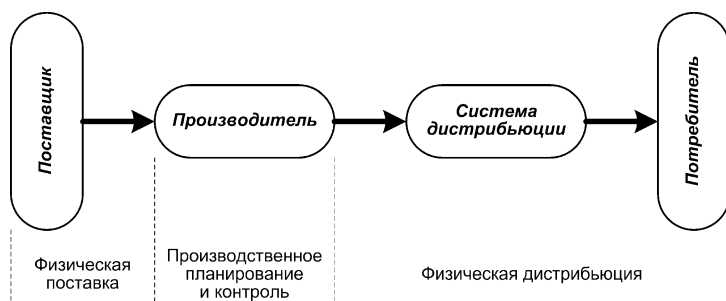 Поставщик
Производитель
Система
дистрибьюции
Потребитель
Физическая
поставка
Производственное
планирование
и контроль
Физическая дистрибьюция